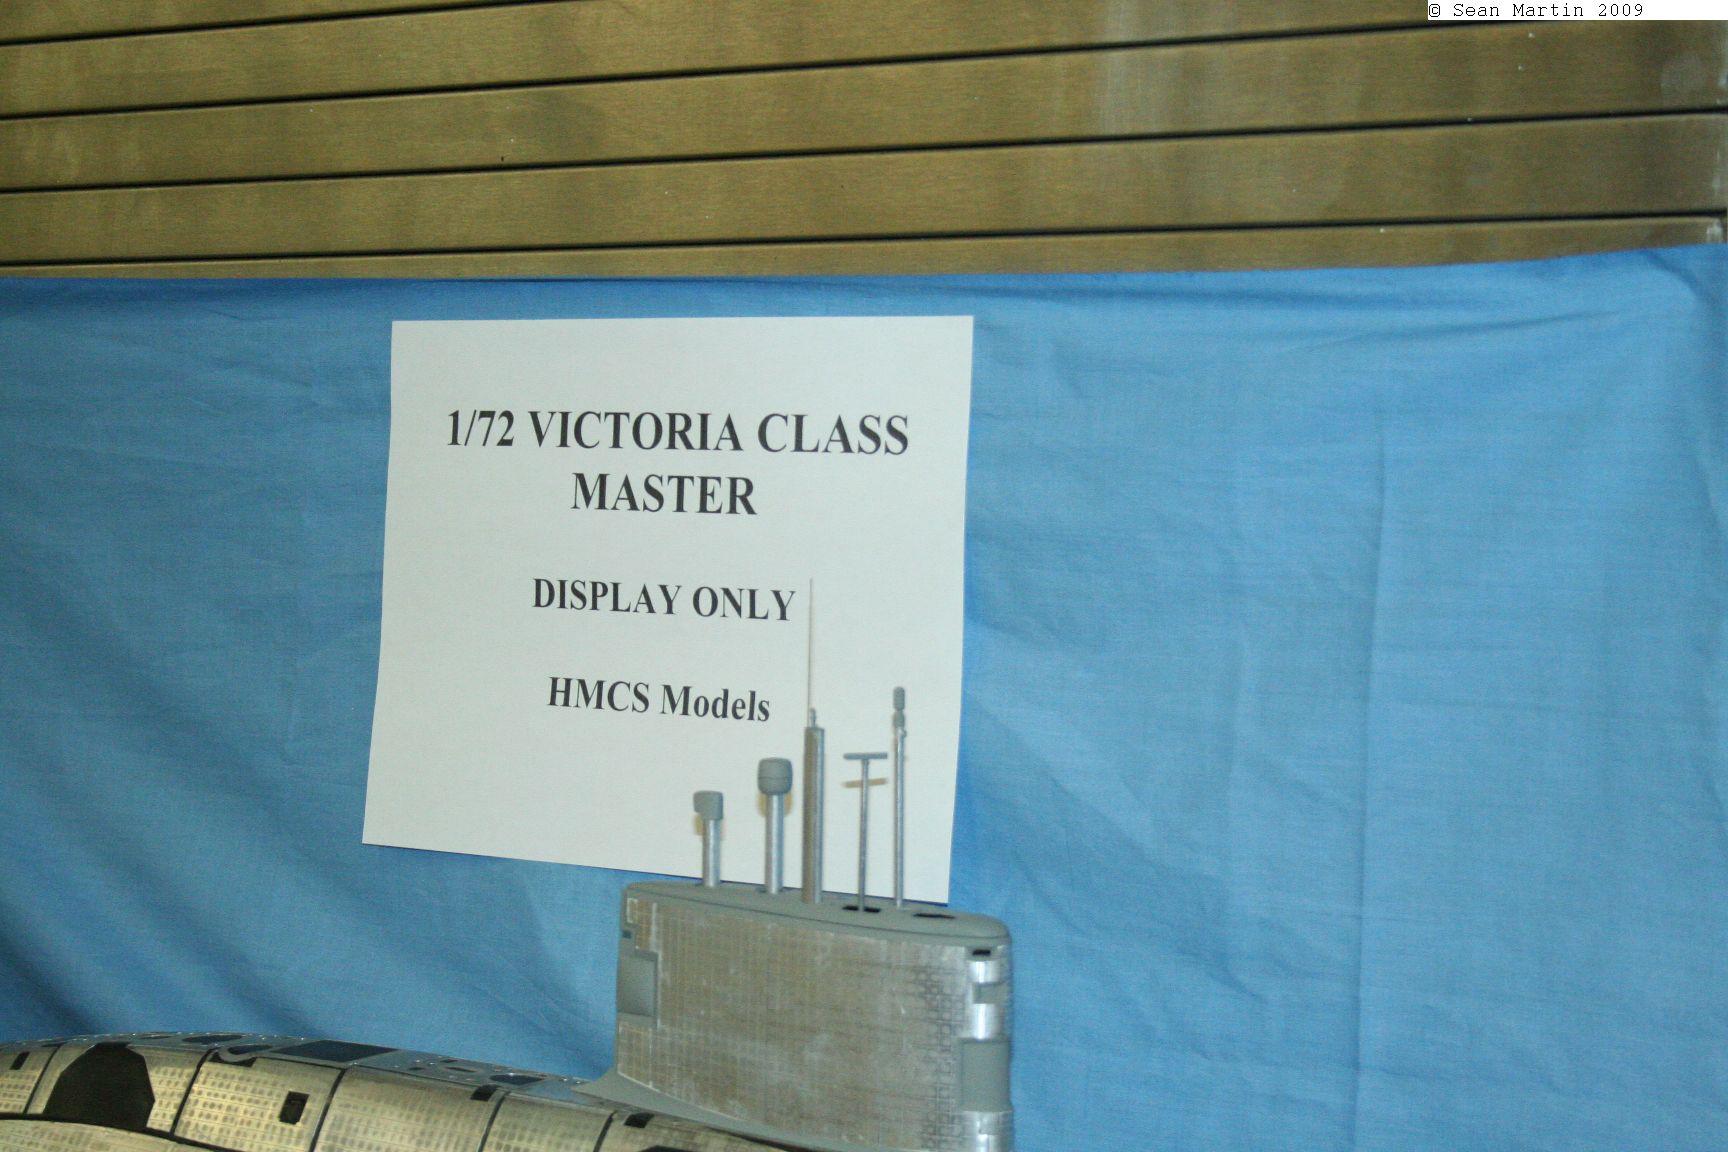 © Sean Martin 2009
1/72 VICTORIA CLASS
MASTER
DISPLAY ONLY
HMCS Models